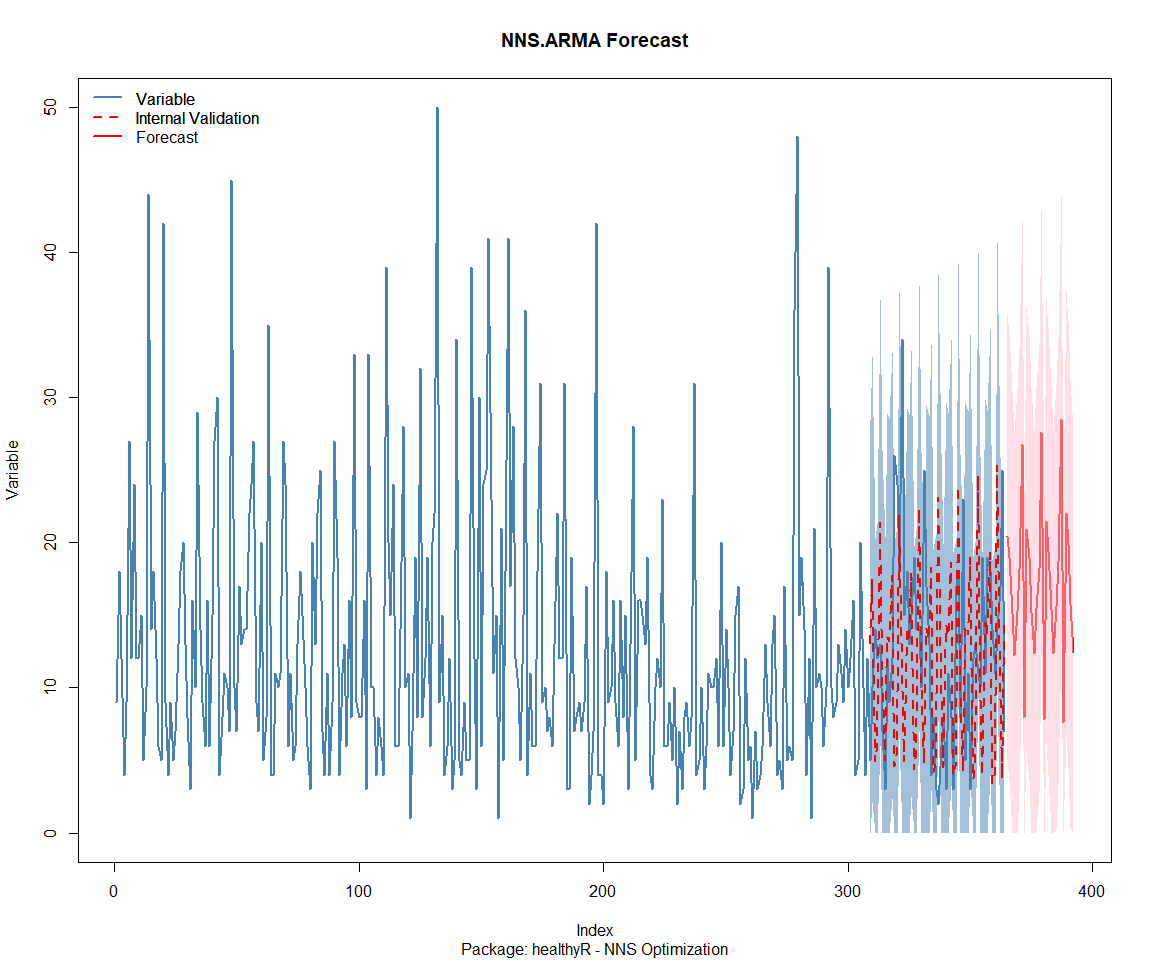 NNS.ARMA Forecast
Variable
Internal Validation
Forecast
50
40
30
20
10
0
Variable
0
100
200
300
400
Index
Package: healthyR - NNS Optimization